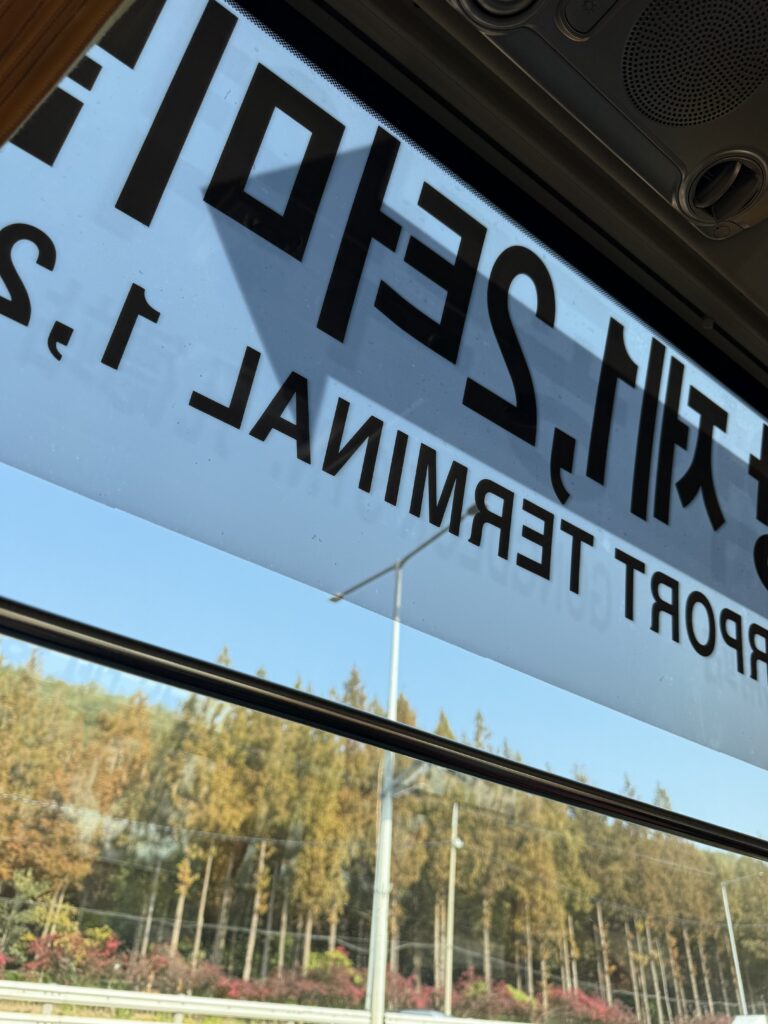 제1,2터미
RPORT TERMINAL 1, 2